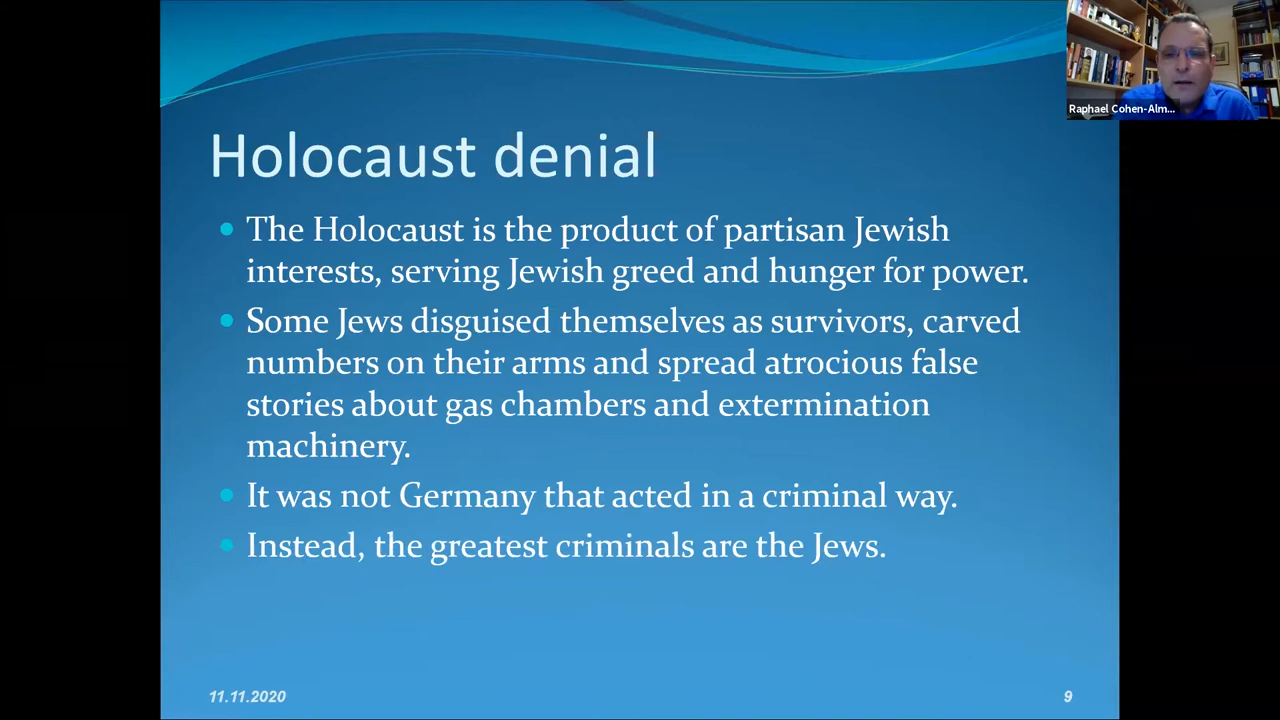 Raphael Cohen-Alm...
Holocaust denial
• The Holocaust is the product of partisan Jewish
interests, serving Jewish greed and hunger for power.
• Some Jews disguised themselves as survivors, carved
numbers on their arms and spread atrocious false
stories about gas chambers and extermination
machinery.
• It was not Germany that acted in a criminal way.
• Instead, the greatest criminals are the Jews.
11.11.2020
9